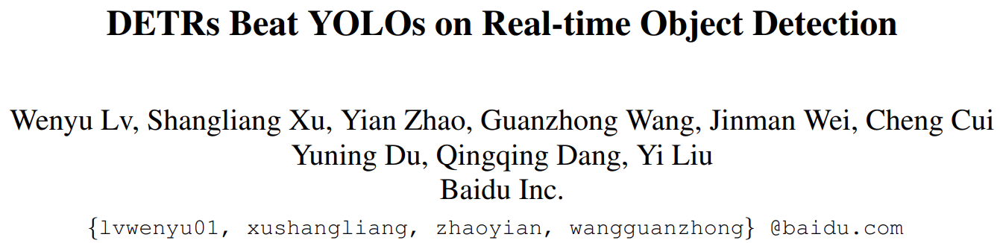 DETRs Beat YOLOs on Real-time Object Detection
Wenyu Lv, Shangliang Xu, Yian Zhao, Guanzhong Wang, Jinman Wei, Cheng Cui
Yuning Du, Qingqing Dang, Yi Liu
Baidu Inc.
{lvwenyu01, xushangliang, zhaoyian, wangguanzhong} @baidu.com